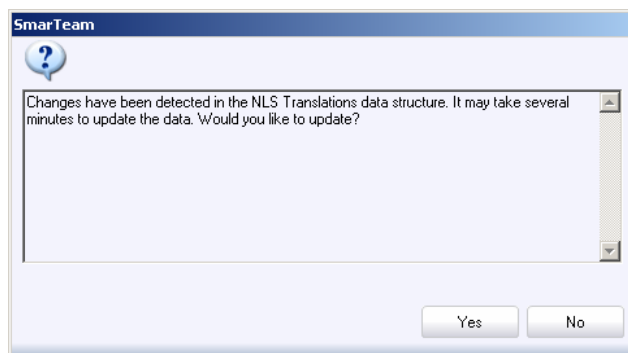 SmarTeam
?
Changes have been detected in the NLS Translations data structure. It may take several
minutes to update the data. Would you like to update?
Yes
No